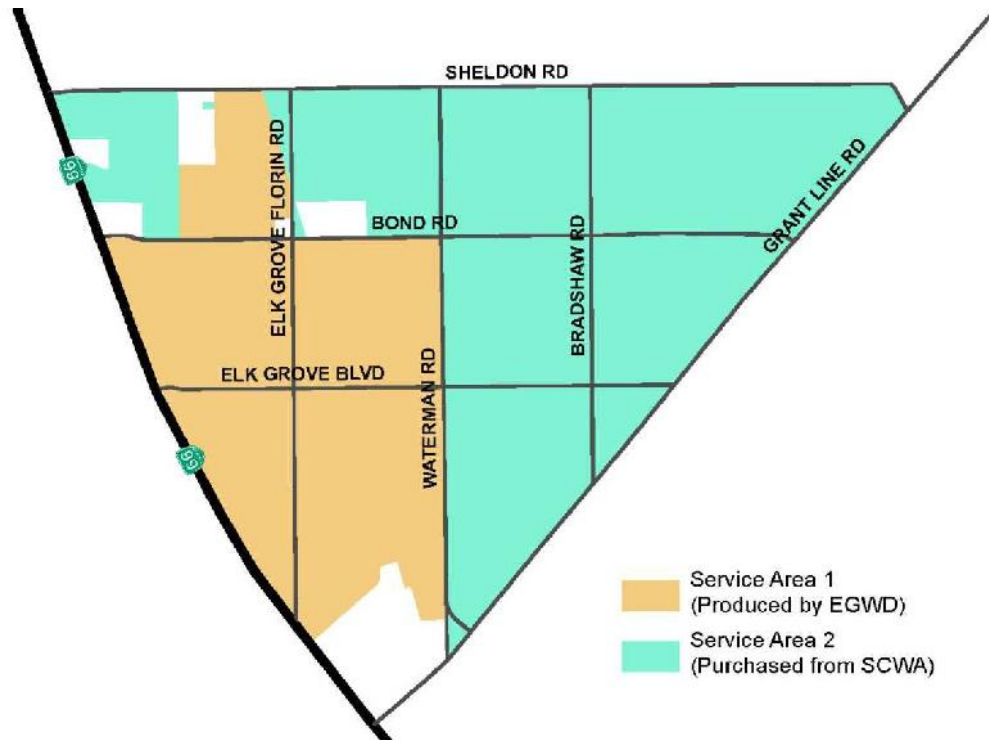 SHELDON RD
99
ELK GROVE FLORIN RD
BOND RD
BRADSHAW RD
GRANT LINE RD
ELK GROVE BLVD
WATERMAN RD
99
Service Area 1
(Produced by EGWD)
Service Area 2
(Purchased from SCWA)